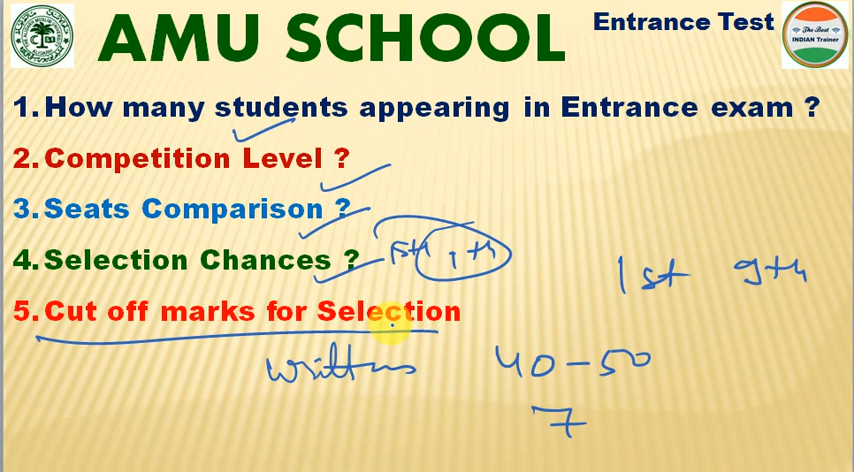 AMU SCHOOL
Entrance Test
The Best
INDIAN Trainer
1. How many students appearing in Entrance exam ?
2. Competition Level ?
3. Seats Comparison ?
4. Selection Chances ?
1st 9th
5. Cut off marks for Selection
40-50
7